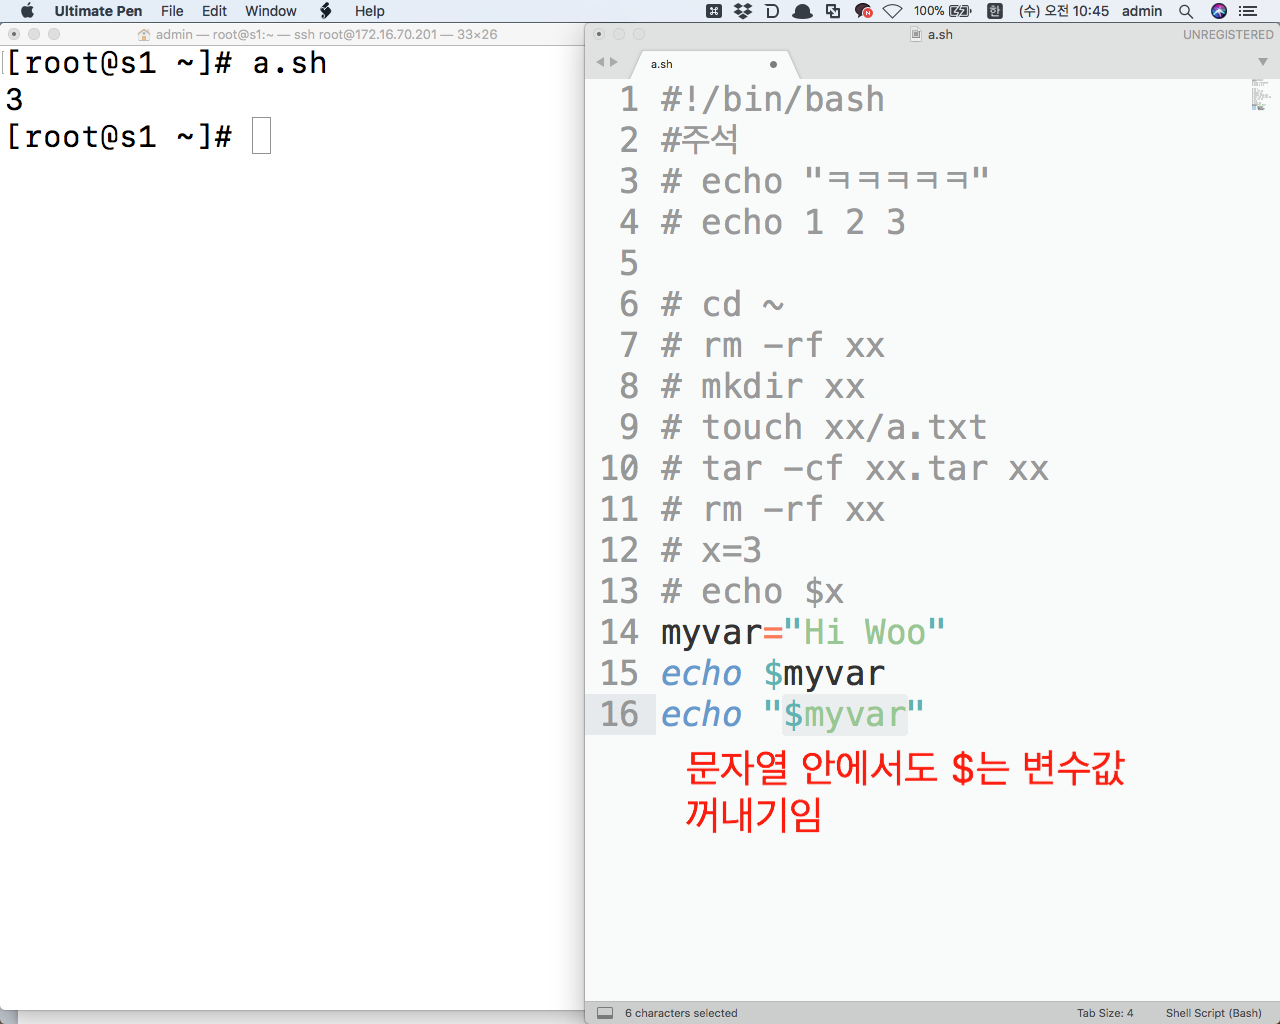 Ultimate Pen File Edit Window Help 100% 한 (수) 오전 10:45 admin
admin — root@s1:~ — ssh root@172.16.70.201 — 33×26
[root@s1 ~]# a.sh
3
[root@s1 ~]#
a.sh UNREGISTERED
a.sh
1 #!/bin/bash
2 #주석
3 # echo "ㅋㅋㅋㅋㅋ"
4 # echo 1 2 3
5
6 # cd ~
7 # rm -rf xx
8 # mkdir xx
9 # touch xx/a.txt
10 # tar -cf xx.tar xx
11 # rm -rf xx
12 # x=3
13 # echo $x
14 myvar="Hi Woo"
15 echo $myvar
16 echo "$myvar"
문자열 안에서도 $는 변수값
꺼내기임
6 characters selected Tab Size: 4 Shell Script (Bash)